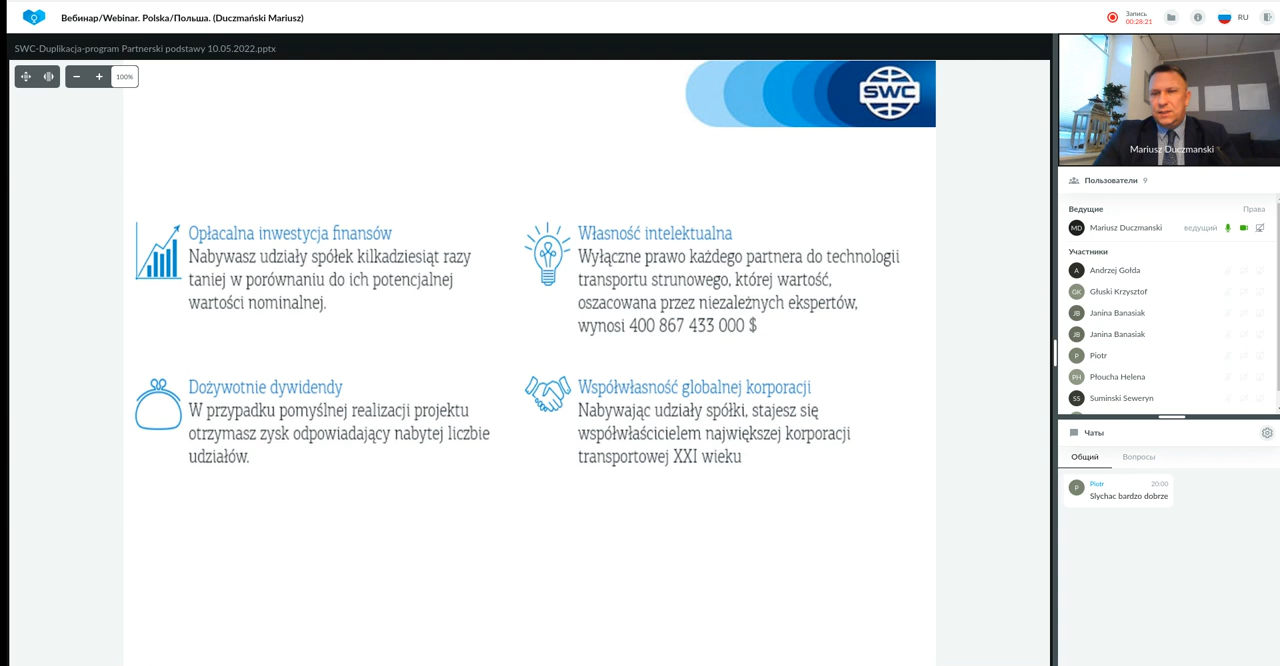 Вебинар/Webinar. Polska/Польша. (Duczmański Mariusz)
Запись
00:28:21
RU
SWC-Duplikacja-program Partnerski podstawy 10.05.2022.pptx
100%
SWC
Opłacalna inwestycja finansów
Nabywasz udziały spółek kilkdziesiąt razy
taniej w porównaniu do ich potencjalnej
wartości nominalnej.
Własność intelektualna
Wyłączne prawo każdego partnera do technologii
transportu strunowego, której wartość,
oszacowana przez niezależnych ekspertów,
wynosi 400 867 433 000 $
Dożywotnie dywidendy
W przypadku pomyślnej realizacji projektu
otrzymasz zysk odpowiadający nabytej liczbie
udziałów.
Współwłasność globalnej korporacji
Nabywając udziały spółki, stajesz się
współwłaścicielem największej korporacji
transportowej XXI wieku
Mariusz Duczmanski
Пользователи 9
Ведущие Права
MD Mariusz Duczmanski ведущий
Участники
A Andrzej Gołda
GK Głuski Krzysztof
JB Janina Banasiak
JB Janina Banasiak
P Piotr
PH Płoucha Helena
SS Suminski Seweryn
Чаты
Общий Вопросы
P Piotr 20:00
Slychac bardzo dobrze